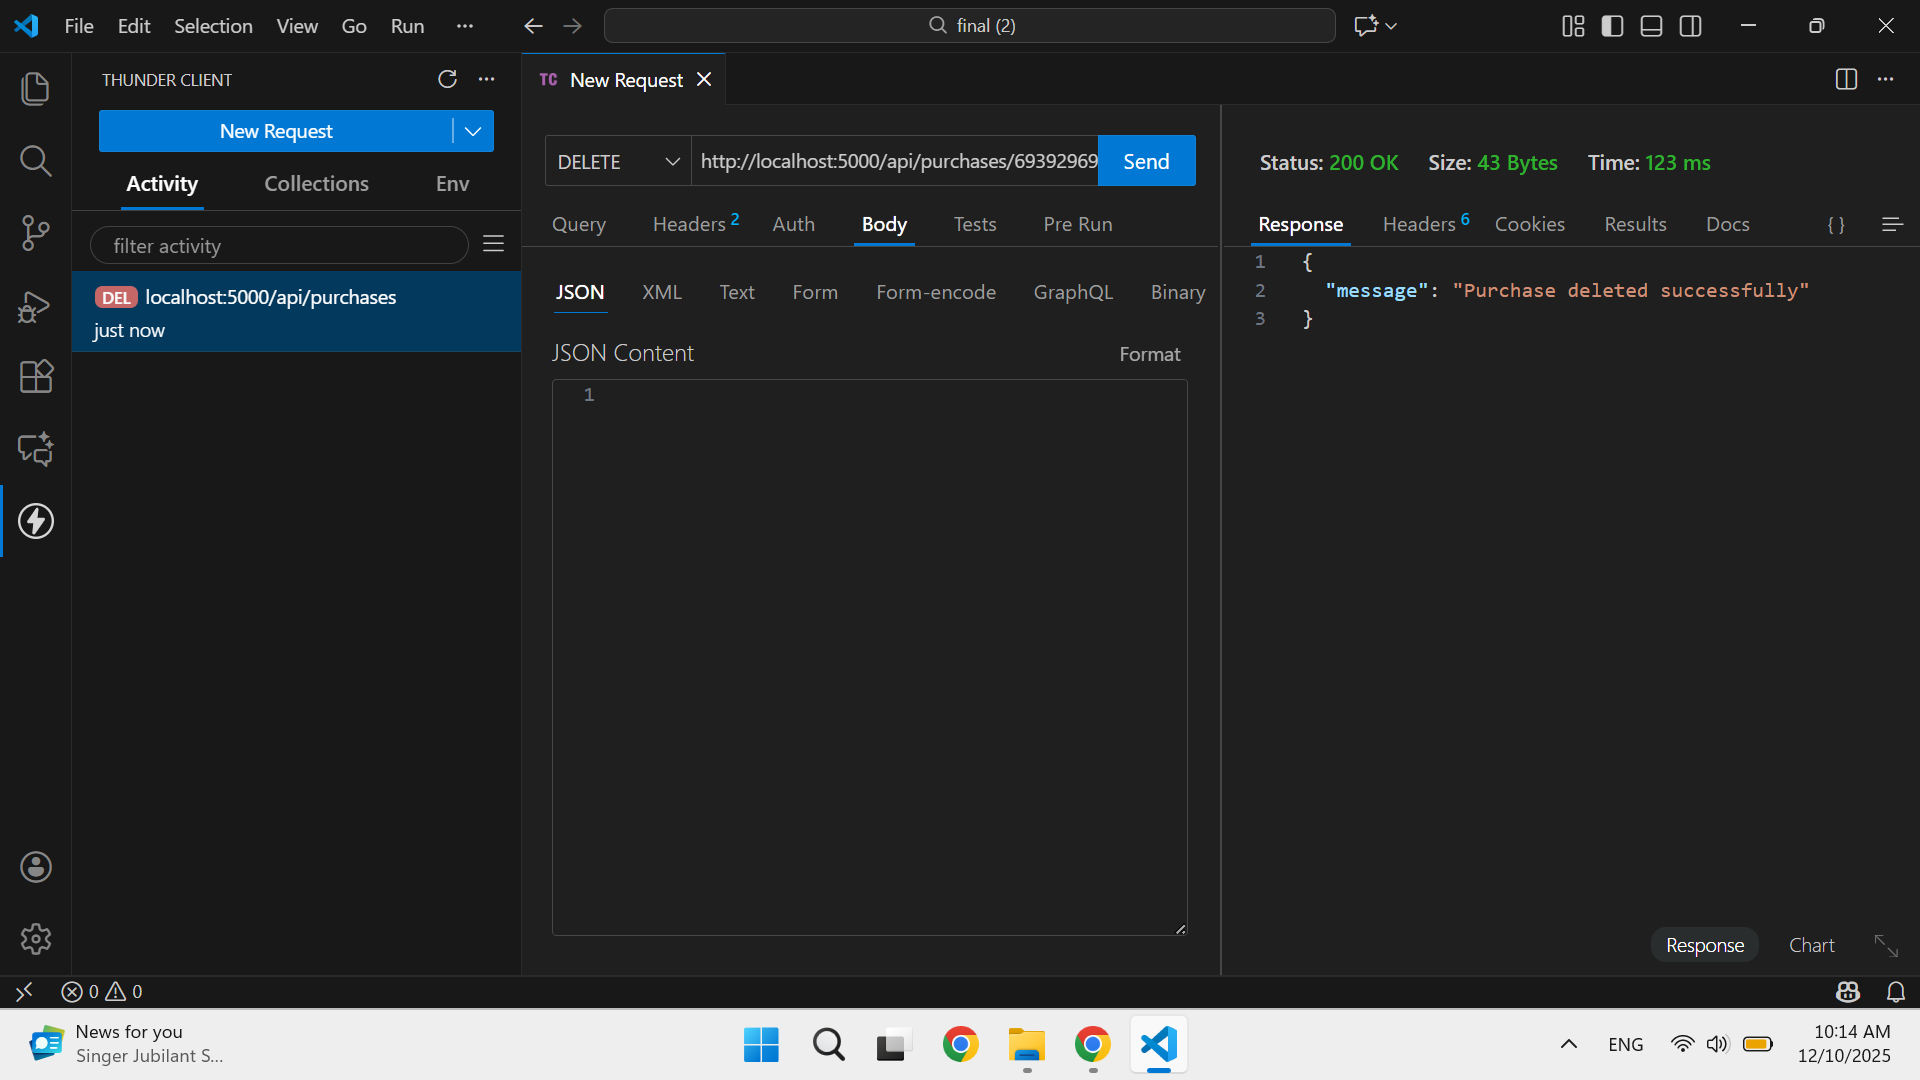 File Edit Selection View Go Run
final (2)
THUNDER CLIENT
New Request
Activity Collections Env
filter activity
DEL localhost:5000/api/purchases
just now
TC New Request
DELETE http://localhost:5000/api/purchases/69392969 Send
Query Headers 2 Auth Body Tests Pre Run
JSON XML Text Form Form-encode GraphQL Binary
JSON Content Format
1
Status: 200 OK Size: 43 Bytes Time: 123 ms
Response Headers 6 Cookies Results Docs { }
1 {
2 "message": "Purchase deleted successfully"
3 }
Response Chart
0 0
News for you
Singer Jubilant S...
ENG
10:14 AM
12/10/2025